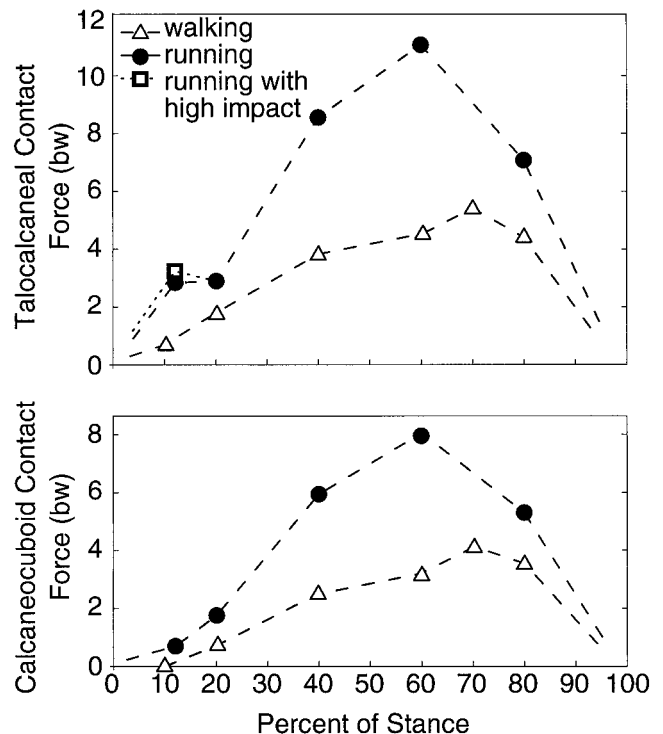 12
walking
running
10
running with
high impact
8
6
4
2
0
Talocalcaneal Contact
Force (bw)
8
6
4
2
0
Calcaneocuboid Contact
Force (bw)
0 10 20 30 40 50 60 70 80 90 100
Percent of Stance